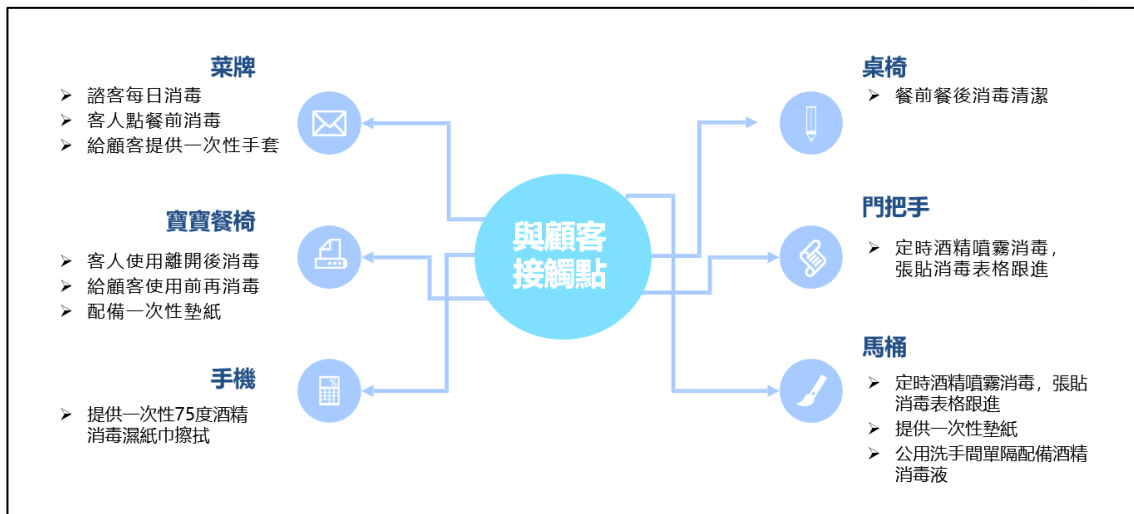 菜牌
諮客每日消毒
客人點餐前消毒
給顧客提供一次性手套
寶寶餐椅
客人使用離開後消毒
給顧客使用前再消毒
配備一次性墊紙
手機
提供一次性75度酒精
消毒濕紙巾擦拭
與顧客
接觸點
桌椅
餐前餐後消毒清潔
門把手
定時酒精噴霧消毒，
張貼消毒表格跟進
馬桶
定時酒精噴霧消毒，張貼
消毒表格跟進
提供一次性墊紙
公用洗手間單隔配備酒精
消毒液